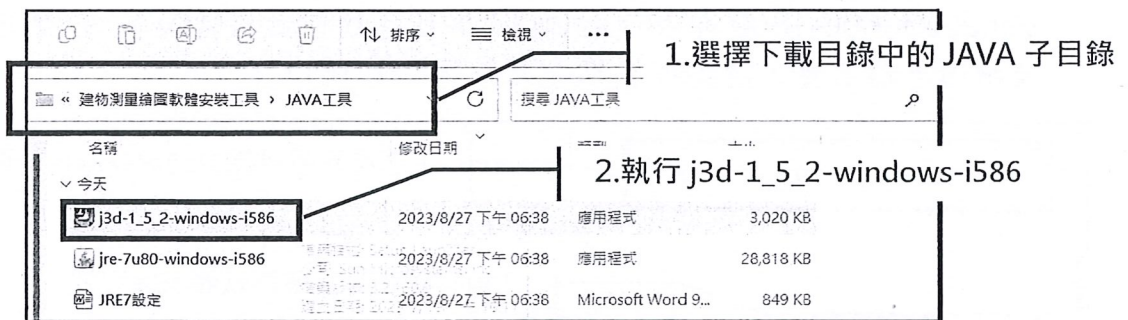 排序
檢視
1.選擇下載目錄中的 JAVA 子目錄
« 建物測量繪圖軟體安裝工具 › JAVA工具
搜尋 JAVA工具
名稱 修改日期
2.執行 j3d-1_5_2-windows-i586
今天
j3d-1_5_2-windows-i586 2023/8/27 下午 06:38 應用程式 3,020 KB
jre-7u80-windows-i586 2023/8/27 下午 06:38 應用程式 28,818 KB
JRE7設定 2023/8/27 下午 06:38 Microsoft Word 9... 849 KB